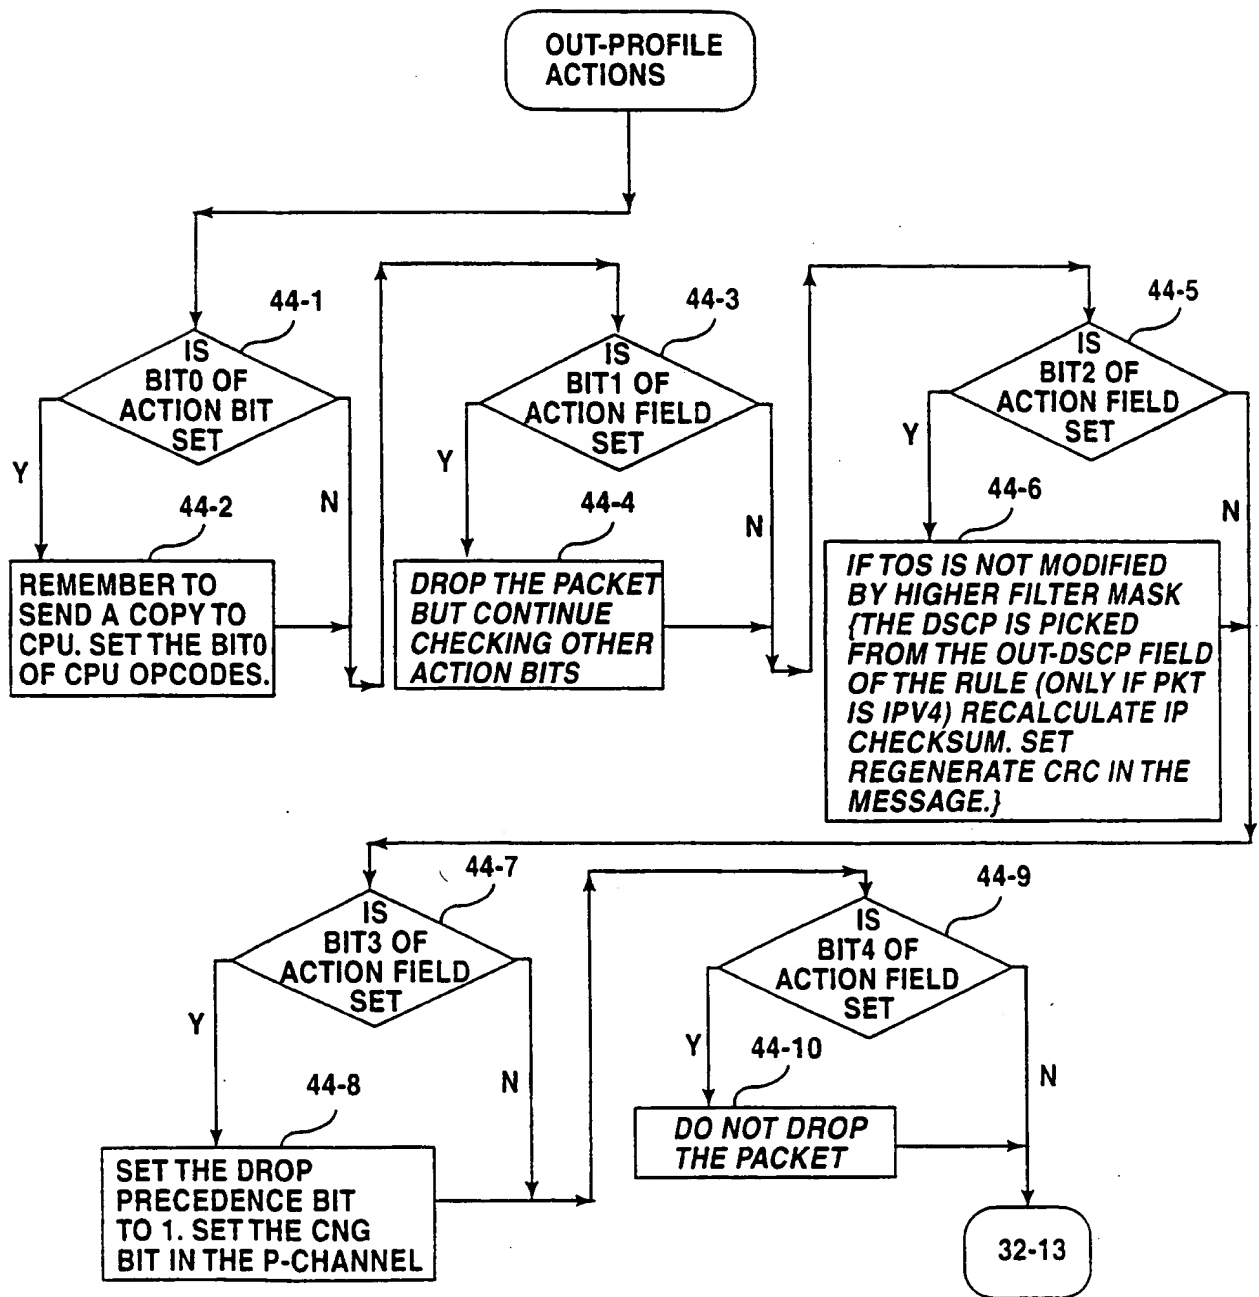 OUT-PROFILE
ACTIONS
44-1
IS
BIT0 OF
ACTION BIT
SET
Y
N
44-2
REMEMBER TO
SEND A COPY TO
CPU. SET THE BIT0
OF CPU OPCODES.
44-3
IS
BIT1 OF
ACTION FIELD
SET
Y
N
44-4
DROP THE PACKET
BUT CONTINUE
CHECKING OTHER
ACTION BITS
44-5
IS
BIT2 OF
ACTION FIELD
SET
Y
N
44-6
IF TOS IS NOT MODIFIED
BY HIGHER FILTER MASK
{THE DSCP IS PICKED
FROM THE OUT-DSCP FIELD
OF THE RULE (ONLY IF PKT
IS IPV4) RECALCULATE IP
CHECKSUM. SET
REGENERATE CRC IN THE
MESSAGE.}
44-7
IS
BIT3 OF
ACTION FIELD
SET
Y
N
44-8
SET THE DROP
PRECEDENCE BIT
TO 1. SET THE CNG
BIT IN THE P-CHANNEL
44-9
IS
BIT4 OF
ACTION FIELD
SET
Y
N
44-10
DO NOT DROP
THE PACKET
32-13